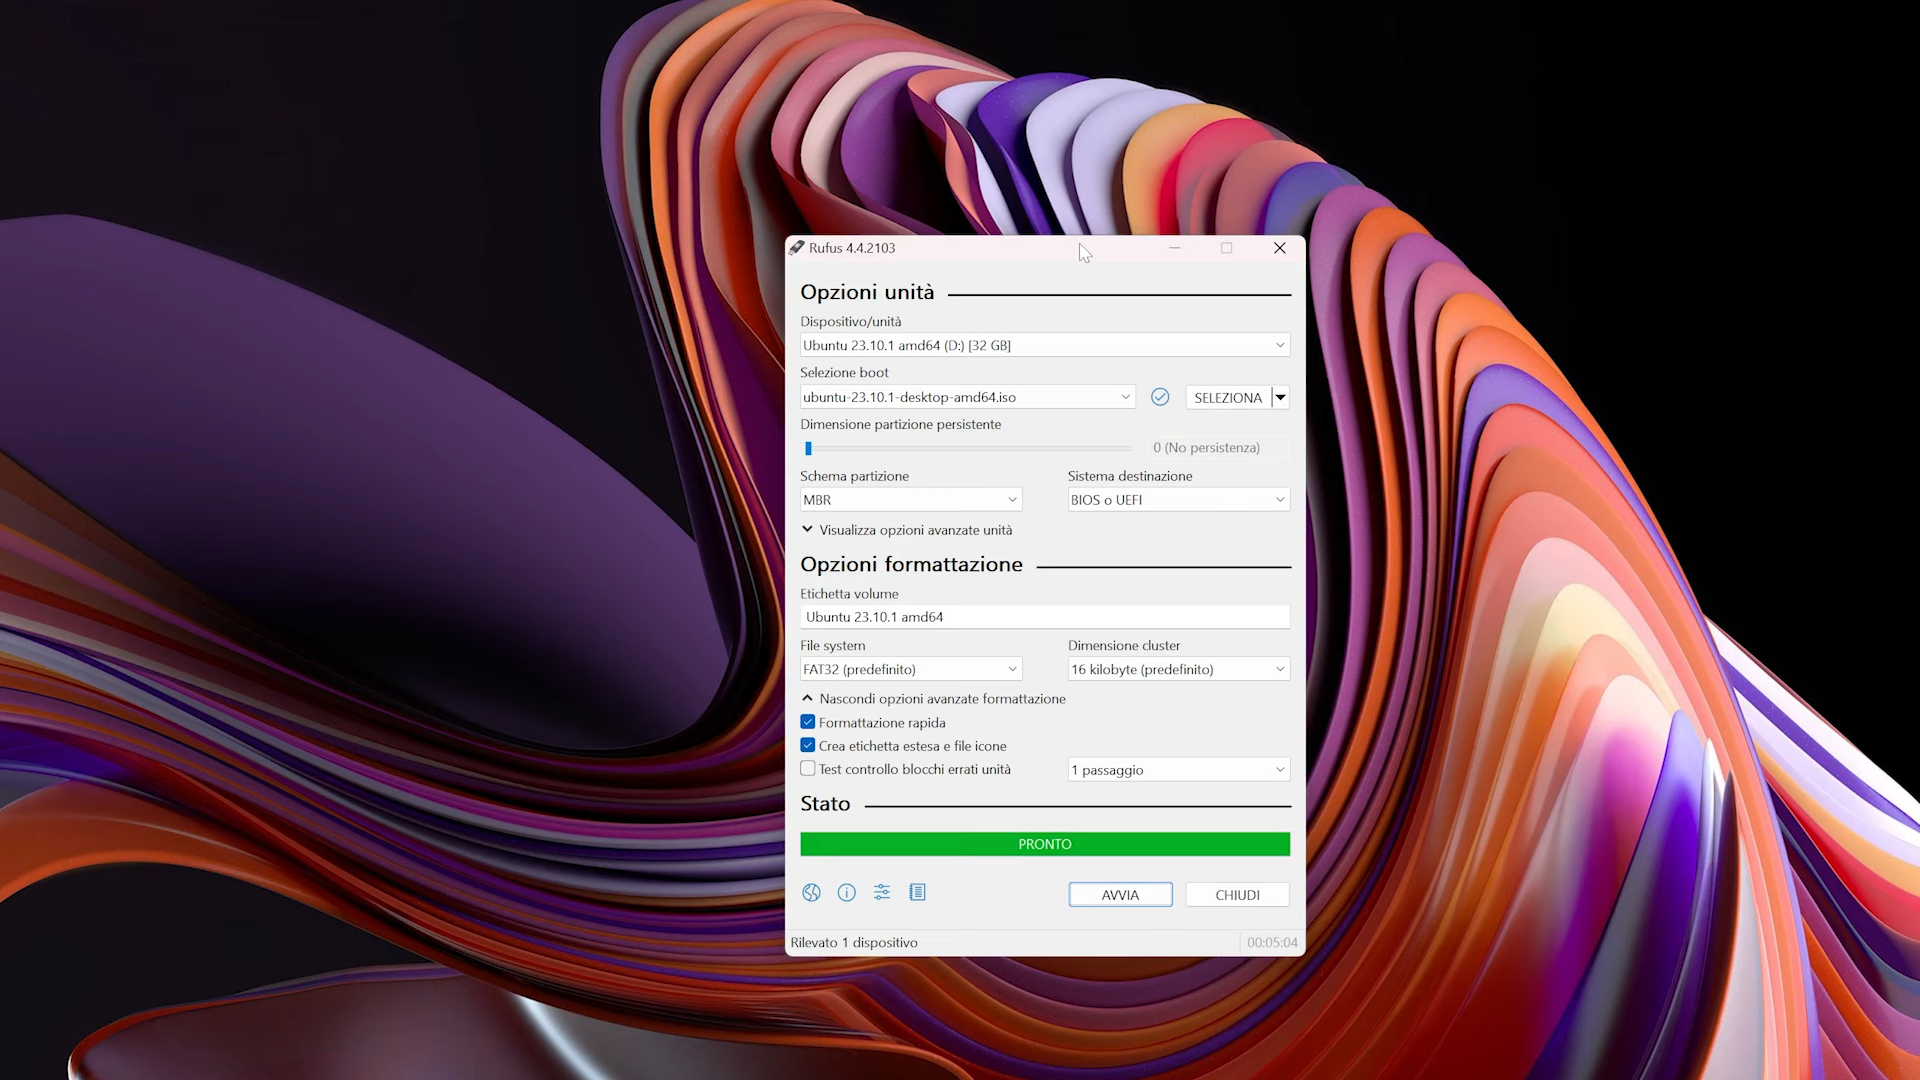 Rufus 4.4.2103
Opzioni unità
Dispositivo/unità
Ubuntu 23.10.1 amd64 (D:) [32 GB]
Selezione boot
ubuntu-23.10.1-desktop-amd64.iso
SELEZIONA
Dimensione partizione persistente
0 (No persistenza)
Schema partizione
Sistema destinazione
MBR
BIOS o UEFI
Visualizza opzioni avanzate unità
Opzioni formattazione
Etichetta volume
Ubuntu 23.10.1 amd64
File system
Dimensione cluster
FAT32 (predefinito)
16 kilobyte (predefinito)
Nascondi opzioni avanzate formattazione
Formattazione rapida
Crea etichetta estesa e file icone
Test controllo blocchi errati unità
1 passaggio
Stato
PRONTO
AVVIA
CHIUDI
Rilevato 1 dispositivo
00:05:04